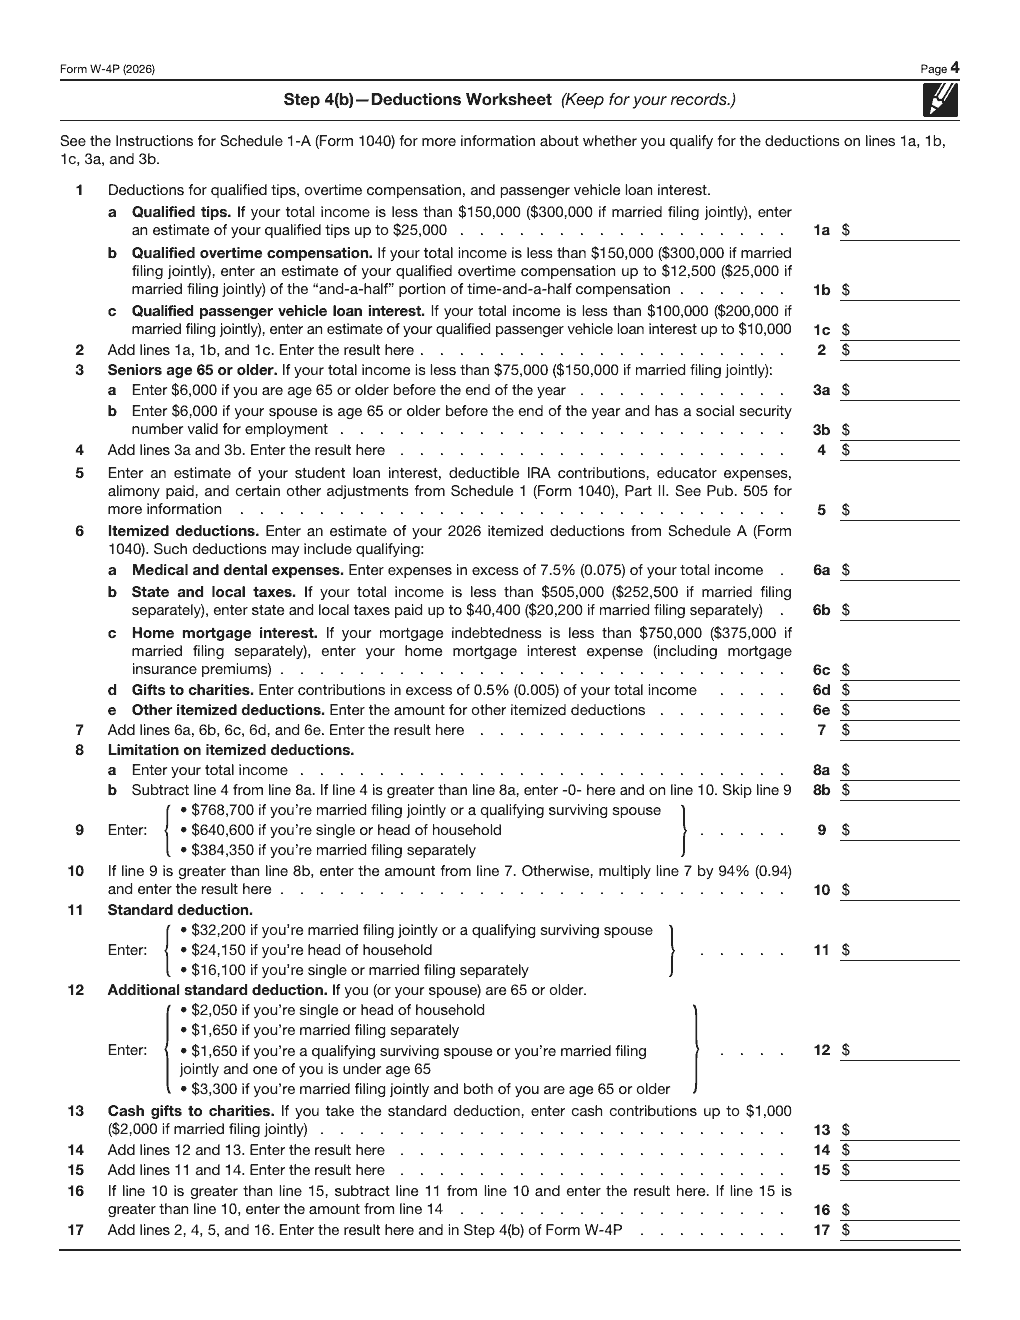 Form W-4P (2026)
Page 4
Step 4(b)—Deductions Worksheet (Keep for your records.)
See the Instructions for Schedule 1-A (Form 1040) for more information about whether you qualify for the deductions on lines 1a, 1b,
1c, 3a, and 3b.
1 Deductions for qualified tips, overtime compensation, and passenger vehicle loan interest.
a Qualified tips. If your total income is less than $150,000 ($300,000 if married filing jointly), enter
an estimate of your qualified tips up to $25,000 . . . . . . . . . . . . . . . . . 1a $
b Qualified overtime compensation. If your total income is less than $150,000 ($300,000 if married
filing jointly), enter an estimate of your qualified overtime compensation up to $12,500 ($25,000 if
married filing jointly) of the “and-a-half” portion of time-and-a-half compensation . . . . . . 1b $
c Qualified passenger vehicle loan interest. If your total income is less than $100,000 ($200,000 if
married filing jointly), enter an estimate of your qualified passenger vehicle loan interest up to $10,000 1c $
2 Add lines 1a, 1b, and 1c. Enter the result here . . . . . . . . . . . . . . . . . . . 2 $
3 Seniors age 65 or older. If your total income is less than $75,000 ($150,000 if married filing jointly):
a Enter $6,000 if you are age 65 or older before the end of the year . . . . . . . . . . . 3a $
b Enter $6,000 if your spouse is age 65 or older before the end of the year and has a social security
number valid for employment . . . . . . . . . . . . . . . . . . . . . . . 3b $
4 Add lines 3a and 3b. Enter the result here . . . . . . . . . . . . . . . . . . . . 4 $
5 Enter an estimate of your student loan interest, deductible IRA contributions, educator expenses,
alimony paid, and certain other adjustments from Schedule 1 (Form 1040), Part II. See Pub. 505 for
more information . . . . . . . . . . . . . . . . . . . . . . . . . . . . 5 $
6 Itemized deductions. Enter an estimate of your 2026 itemized deductions from Schedule A (Form
1040). Such deductions may include qualifying:
a Medical and dental expenses. Enter expenses in excess of 7.5% (0.075) of your total income . 6a $
b State and local taxes. If your total income is less than $505,000 ($252,500 if married filing
separately), enter state and local taxes paid up to $40,400 ($20,200 if married filing separately) . 6b $
c Home mortgage interest. If your mortgage indebtedness is less than $750,000 ($375,000 if
married filing separately), enter your home mortgage interest expense (including mortgage
insurance premiums) . . . . . . . . . . . . . . . . . . . . . . . . . . 6c $
d Gifts to charities. Enter contributions in excess of 0.5% (0.005) of your total income . . . . 6d $
e Other itemized deductions. Enter the amount for other itemized deductions . . . . . . . 6e $
7 Add lines 6a, 6b, 6c, 6d, and 6e. Enter the result here . . . . . . . . . . . . . . . . 7 $
8 Limitation on itemized deductions.
a Enter your total income . . . . . . . . . . . . . . . . . . . . . . . . . 8a $
b Subtract line 4 from line 8a. If line 4 is greater than line 8a, enter -0- here and on line 10. Skip line 9 8b $
• $768,700 if you’re married filing jointly or a qualifying surviving spouse
9 Enter: • $640,600 if you’re single or head of household . . . . . 9 $
• $384,350 if you’re married filing separately
10 If line 9 is greater than line 8b, enter the amount from line 7. Otherwise, multiply line 7 by 94% (0.94)
and enter the result here . . . . . . . . . . . . . . . . . . . . . . . . . . 10 $
11 Standard deduction.
• $32,200 if you’re married filing jointly or a qualifying surviving spouse
Enter: • $24,150 if you’re head of household . . . . . 11 $
• $16,100 if you’re single or married filing separately
12 Additional standard deduction. If you (or your spouse) are 65 or older.
• $2,050 if you’re single or head of household
• $1,650 if you’re married filing separately
Enter: • $1,650 if you’re a qualifying surviving spouse or you’re married filing . . . . 12 $
jointly and one of you is under age 65
• $3,300 if you’re married filing jointly and both of you are age 65 or older
13 Cash gifts to charities. If you take the standard deduction, enter cash contributions up to $1,000
($2,000 if married filing jointly) . . . . . . . . . . . . . . . . . . . . . . . . 13 $
14 Add lines 12 and 13. Enter the result here . . . . . . . . . . . . . . . . . . . . 14 $
15 Add lines 11 and 14. Enter the result here . . . . . . . . . . . . . . . . . . . . 15 $
16 If line 10 is greater than line 15, subtract line 11 from line 10 and enter the result here. If line 15 is
greater than line 10, enter the amount from line 14 . . . . . . . . . . . . . . . . . 16 $
17 Add lines 2, 4, 5, and 16. Enter the result here and in Step 4(b) of Form W-4P . . . . . . . . 17 $